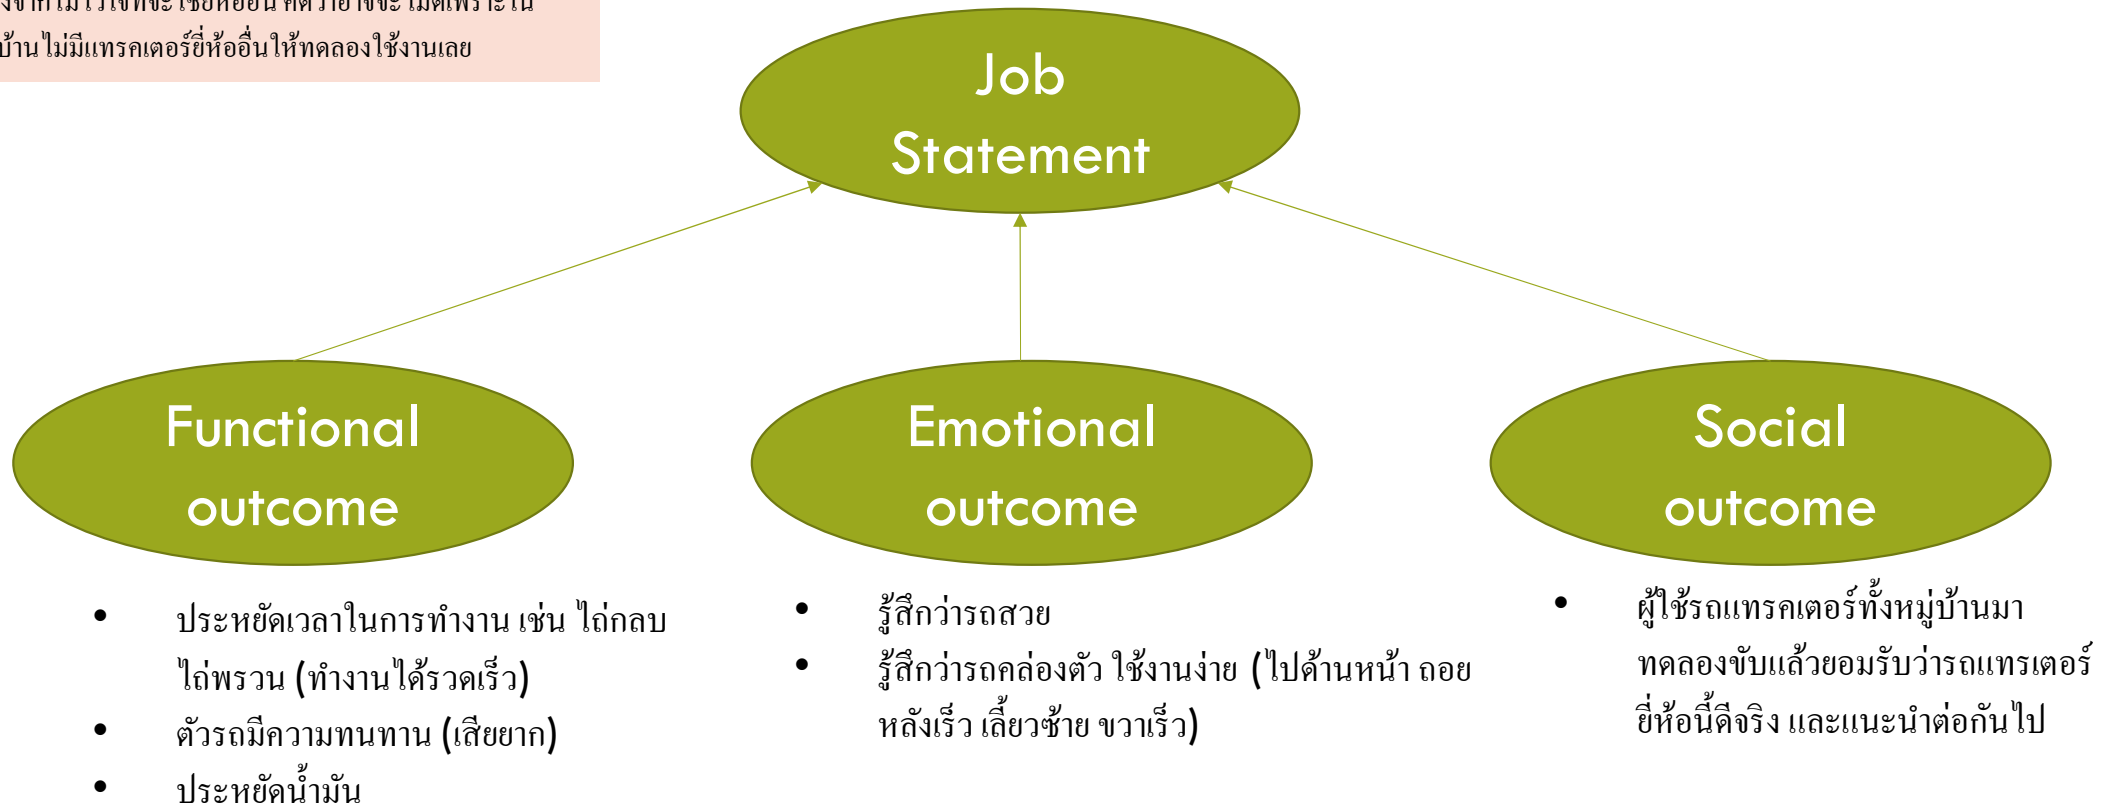 บ้านไม่มีแทรคเตอร์ยี่ห้ออื่นให้ทดลองใช้งานเลย
Job
Statement
Functional
outcome
Emotional
outcome
Social
outcome
• ประหยัดเวลาในการทำงาน เช่น ไถ่กลบ
ไถ่พรวน (ทำงานได้รวดเร็ว)
• ตัวรถมีความทนทาน (เสียยาก)
• ประหยัดน้ำมัน
• รู้สึกว่ารถสวย
• รู้สึกว่ารถคล่องตัว ใช้งานง่าย (ไปด้านหน้า ถอย
หลังเร็ว เลี้ยวซ้าย ขวาเร็ว)
• ผู้ใช้รถแทรคเตอร์ทั้งหมู่บ้านมา
ทดลองขับแล้วยอมรับว่ารถแทรเตอร์
ยี่ห้อนี้ดีจริง และแนะนำต่อกันไป